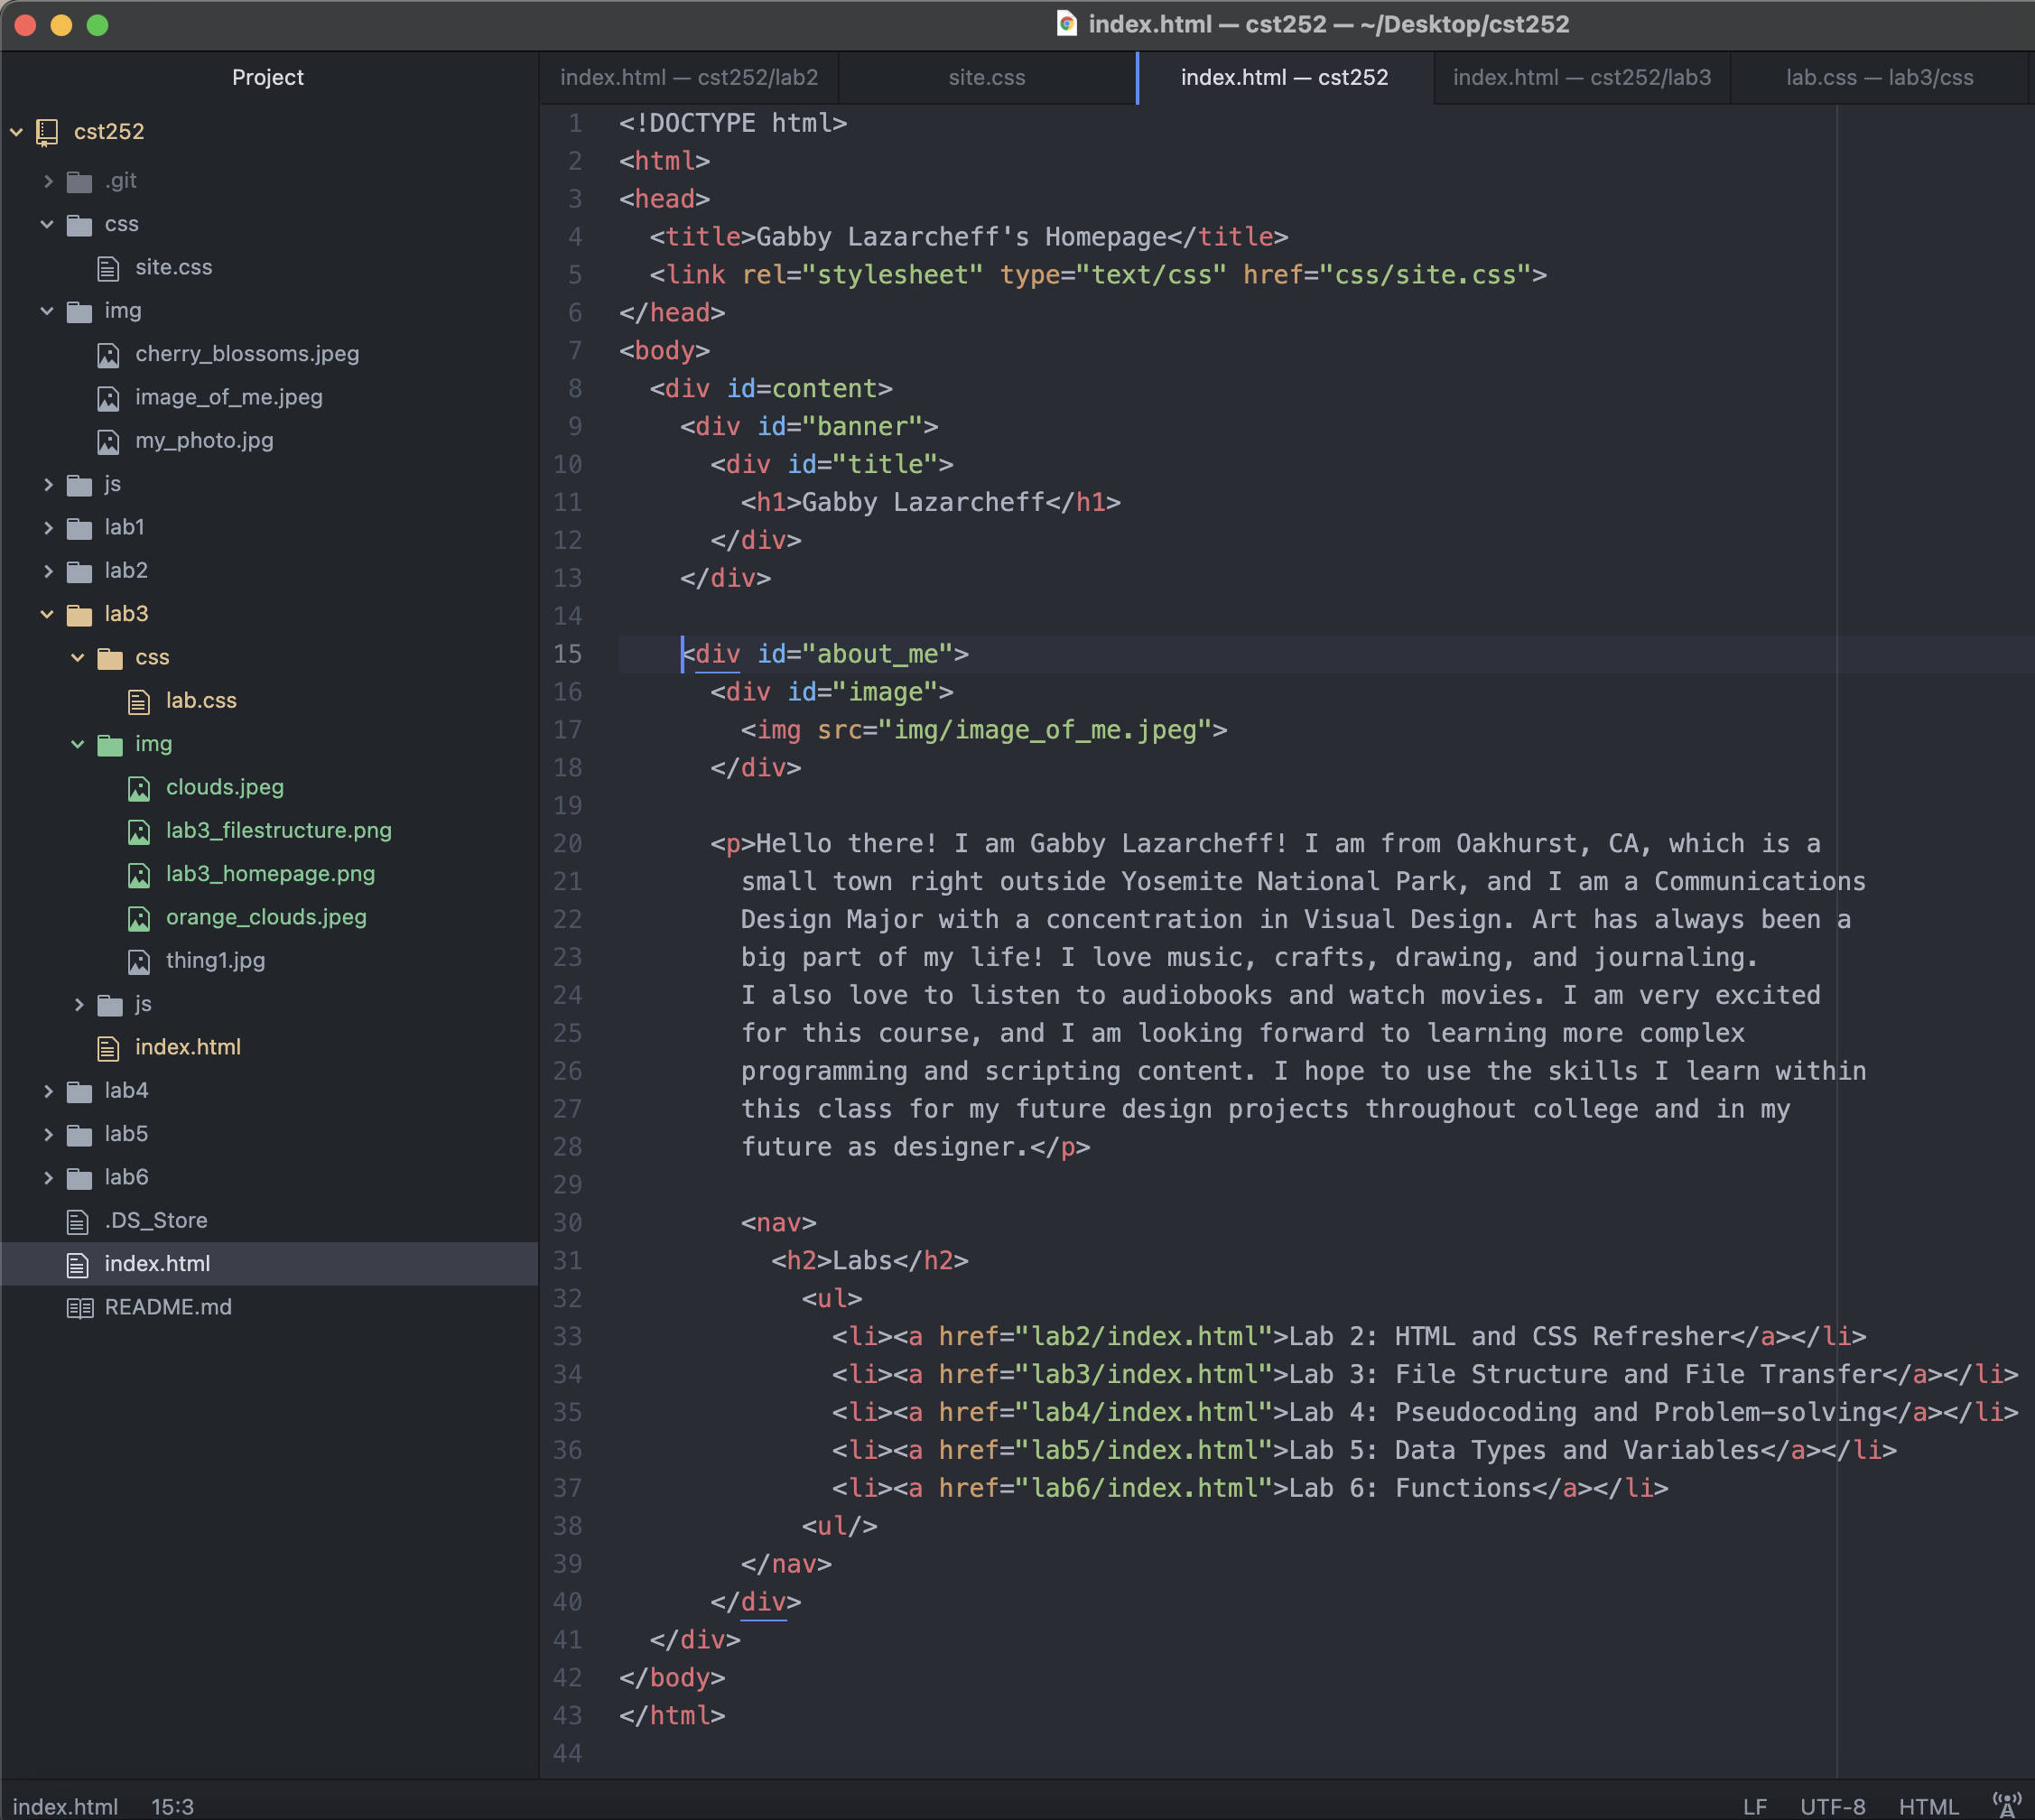 index.html — cst252 — ~/Desktop/cst252
Project
index.html — cst252/lab2
site.css
index.html — cst252
index.html — cst252/lab3
lab.css — lab3/css
cst252
.git
css
site.css
img
cherry_blossoms.jpeg
image_of_me.jpeg
my_photo.jpg
js
lab1
lab2
lab3
css
lab.css
img
clouds.jpeg
lab3_filestructure.png
lab3_homepage.png
orange_clouds.jpeg
thing1.jpg
js
index.html
lab4
lab5
lab6
.DS_Store
index.html
README.md
1 <!DOCTYPE html>
2 <html>
3 <head>
4   <title>Gabby Lazarcheff's Homepage</title>
5   <link rel="stylesheet" type="text/css" href="css/site.css">
6 </head>
7 <body>
8   <div id=content>
9     <div id="banner">
10       <div id="title">
11         <h1>Gabby Lazarcheff</h1>
12       </div>
13     </div>
14
15     <div id="about_me">
16       <div id="image">
17         <img src="img/image_of_me.jpeg">
18       </div>
19
20       <p>Hello there! I am Gabby Lazarcheff! I am from Oakhurst, CA, which is a
21         small town right outside Yosemite National Park, and I am a Communications
22         Design Major with a concentration in Visual Design. Art has always been a
23         big part of my life! I love music, crafts, drawing, and journaling.
24         I also love to listen to audiobooks and watch movies. I am very excited
25         for this course, and I am looking forward to learning more complex
26         programming and scripting content. I hope to use the skills I learn within
27         this class for my future design projects throughout college and in my
28         future as designer.</p>
29
30         <nav>
31           <h2>Labs</h2>
32             <ul>
33               <li><a href="lab2/index.html">Lab 2: HTML and CSS Refresher</a></li>
34               <li><a href="lab3/index.html">Lab 3: File Structure and File Transfer</a></li>
35               <li><a href="lab4/index.html">Lab 4: Pseudocoding and Problem-solving</a></li>
36               <li><a href="lab5/index.html">Lab 5: Data Types and Variables</a></li>
37               <li><a href="lab6/index.html">Lab 6: Functions</a></li>
38             <ul/>
39         </nav>
40       </div>
41   </div>
42 </body>
43 </html>
44
index.html 15:3 LF UTF-8 HTML